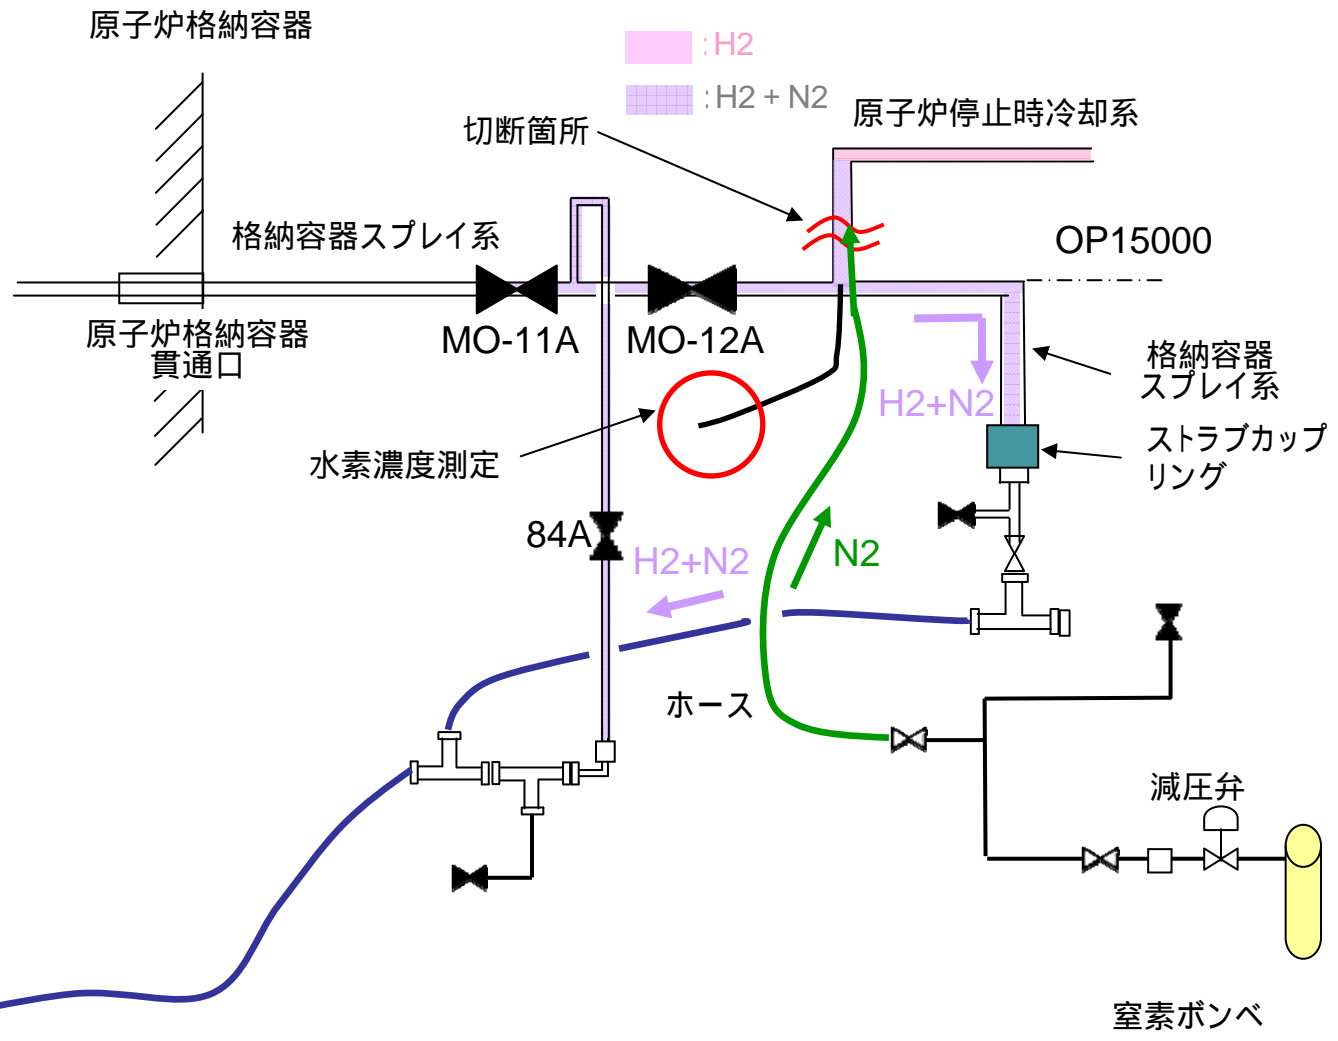 原子炉格納容器
:H2
:H2 + N2
切断箇所
原子炉停止時冷却系
格納容器スプレイ系
OP15000
原子炉格納容器
貫通口
MO-11A
MO-12A
格納容器
スプレイ系
H2+N2
ストラブカップ
リング
水素濃度測定
84A
H2+N2
N2
ホース
減圧弁
窒素ボンベ